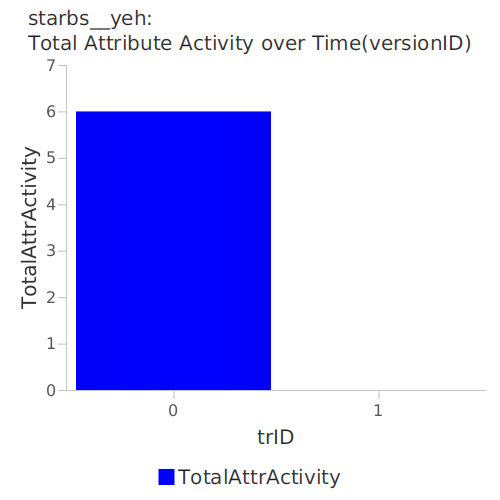 starbs__yeh:
Total Attribute Activity over Time(versionID)
7
6
5
4
3
2
1
0
TotalAttrActivity
0 1
trID
TotalAttrActivity